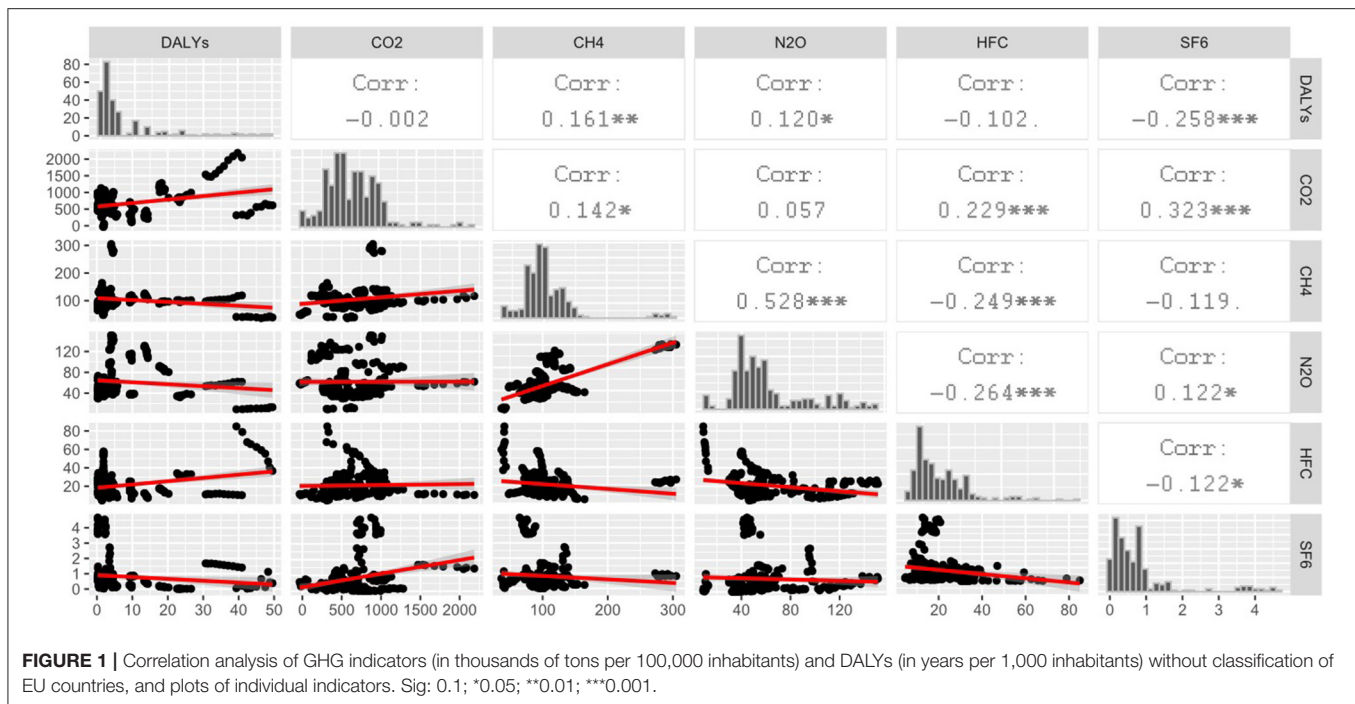 DALYs CO2 CH4 N2O HFC SF6
80
60
40
20
0
Corr:
-0.002
Corr:
0.161**
Corr:
0.120*
Corr:
-0.102.
Corr:
-0.258***
DALYs
2000
1500
1000
500
0
Corr:
0.142*
Corr:
0.057
Corr:
0.229***
Corr:
0.323***
CO2
300
200
100
Corr:
0.528***
Corr:
-0.249***
Corr:
-0.119.
CH4
120
80
40
Corr:
-0.264***
Corr:
0.122*
N2O
80
60
40
20
Corr:
-0.122*
HFC
4
3
2
1
0
SF6
0 10 20 30 40 50 0 500 1000 1500 2000 100 200 300 40 80 120 20 40 60 80 0 1 2 3 4
FIGURE 1 | Correlation analysis of GHG indicators (in thousands of tons per 100,000 inhabitants) and DALYs (in years per 1,000 inhabitants) without classification of
EU countries, and plots of individual indicators. Sig: 0.1; *0.05; **0.01; ***0.001.